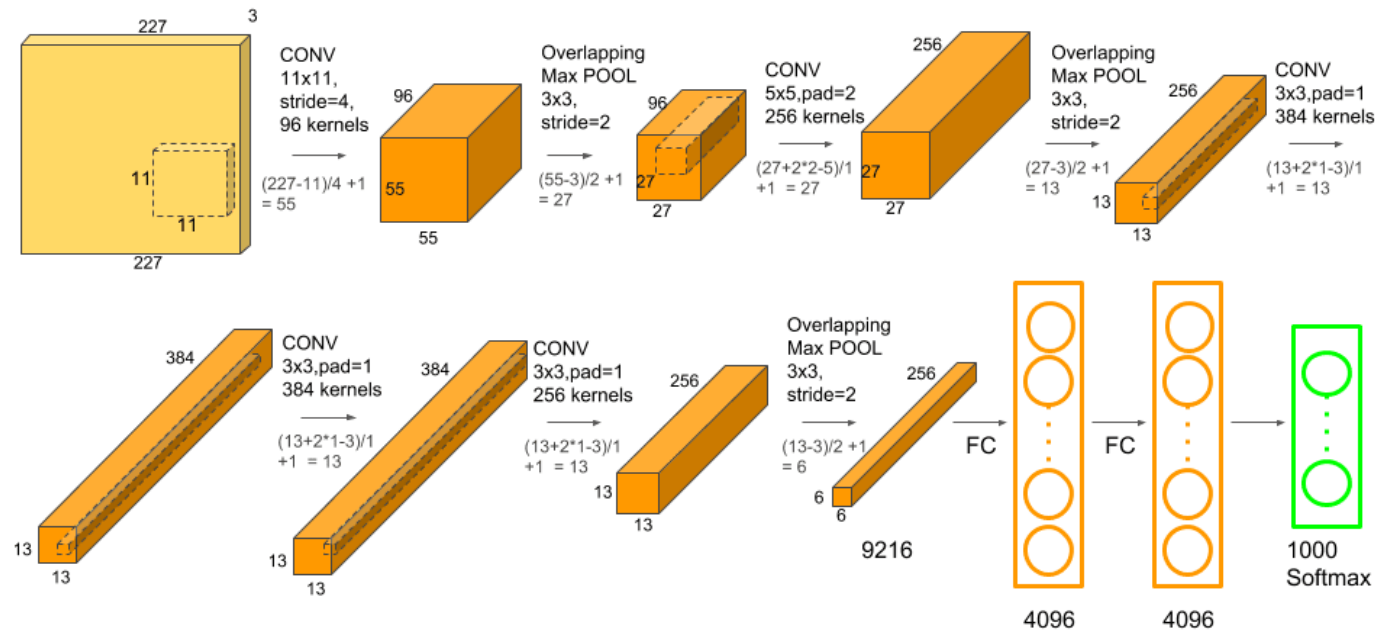 227
3
CONV
11x11,
stride=4,
96 kernels
(227-11)/4 +1
= 55
11
11
227
96
55
55
Overlapping
Max POOL
3x3,
stride=2
(55-3)/2 +1
= 27
96
27
27
CONV
5x5,pad=2
256 kernels
(27+2*2-5)/1
+1 = 27
256
27
27
Overlapping
Max POOL
3x3,
stride=2
(27-3)/2 +1
= 13
256
13
13
CONV
3x3,pad=1
384 kernels
(13+2*1-3)/1
+1 = 13
384
13
13
CONV
3x3,pad=1
384 kernels
(13+2*1-3)/1
+1 = 13
384
13
13
CONV
3x3,pad=1
256 kernels
(13+2*1-3)/1
+1 = 13
256
13
13
Overlapping
Max POOL
3x3,
stride=2
(13-3)/2 +1
= 6
256
6
6
9216
FC
4096
FC
4096
1000
Softmax